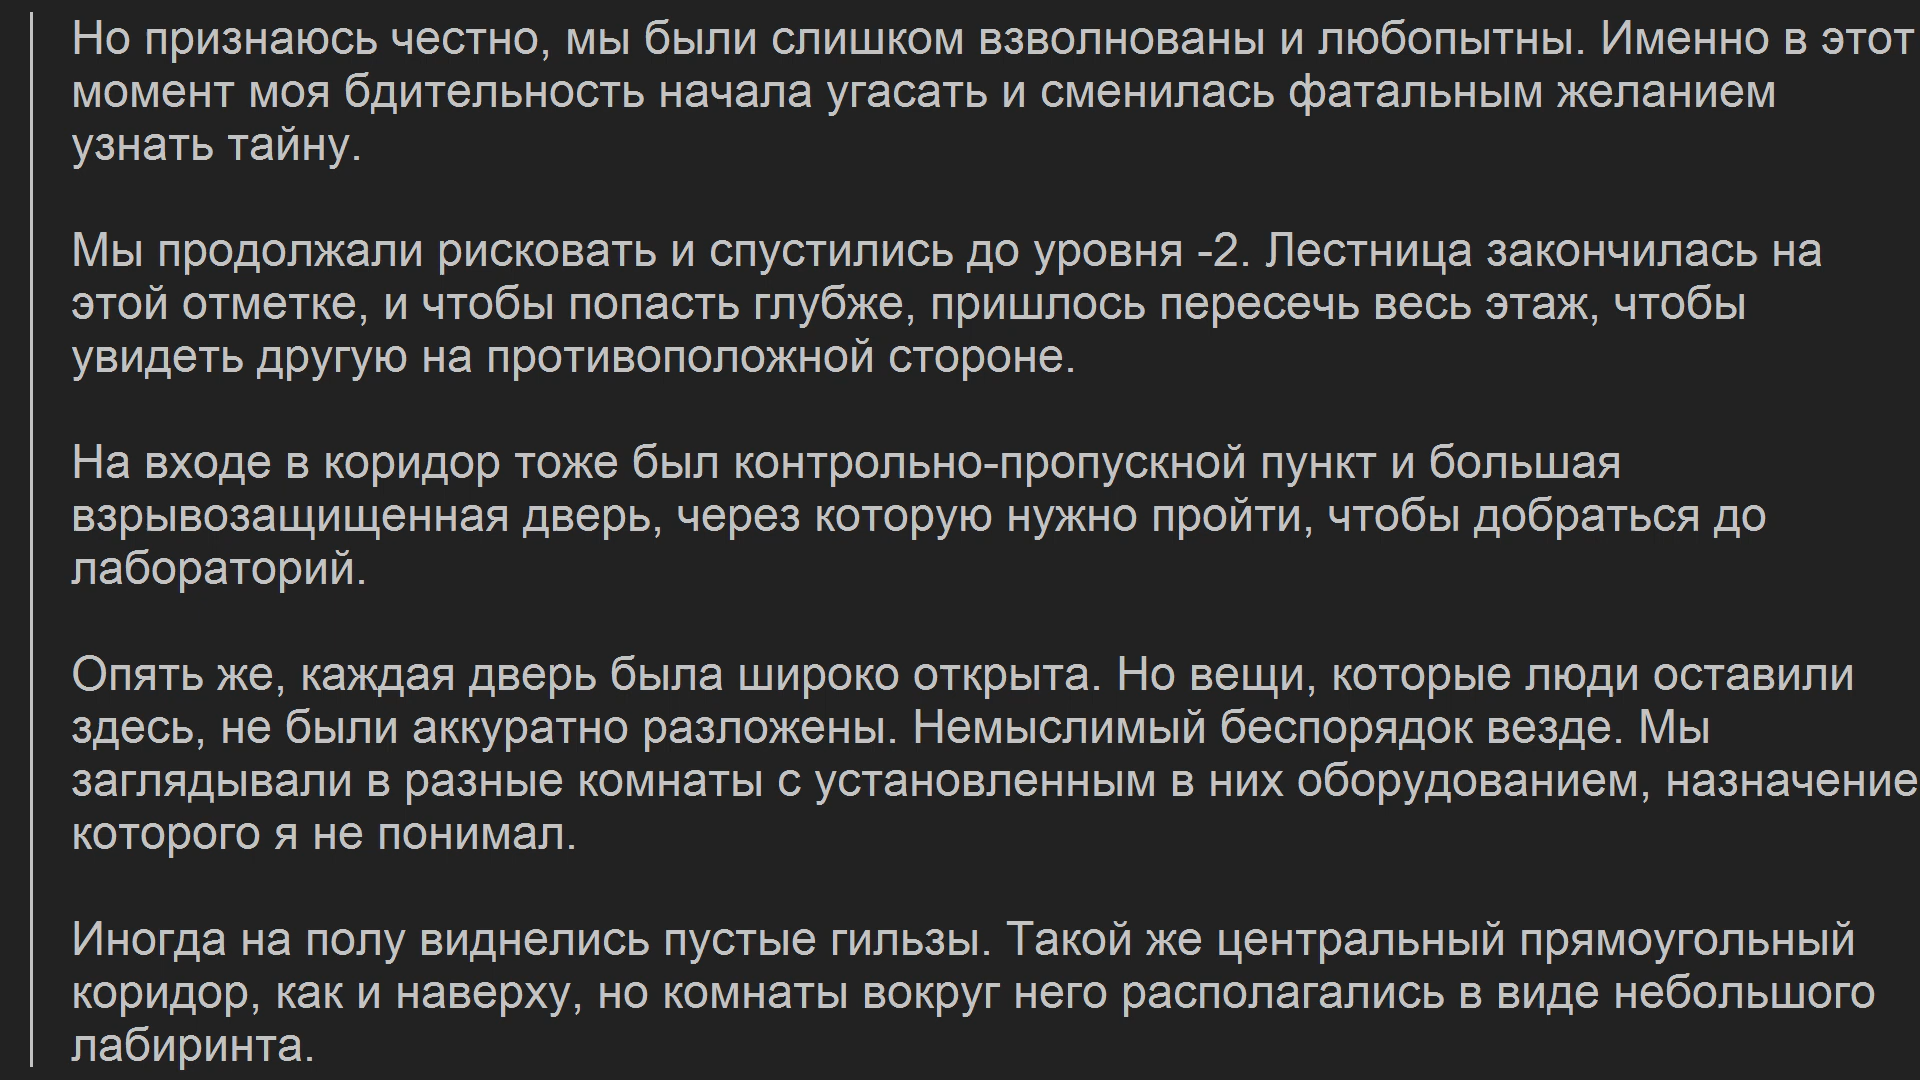 Но признаюсь честно, мы были слишком взволнованы и любопытны. Именно в этот
момент моя бдительность начала угасать и сменилась фатальным желанием
узнать тайну.
Мы продолжали рисковать и спустились до уровня -2. Лестница закончилась на
этой отметке, и чтобы попасть глубже, пришлось пересечь весь этаж, чтобы
увидеть другую на противоположной стороне.
На входе в коридор тоже был контрольно-пропускной пункт и большая
взрывозащищенная дверь, через которую нужно пройти, чтобы добраться до
лабораторий.
Опять же, каждая дверь была широко открыта. Но вещи, которые люди оставили
здесь, не были аккуратно разложены. Немыслимый беспорядок везде. Мы
заглядывали в разные комнаты с установленным в них оборудованием, назначение
которого я не понимал.
Иногда на полу виднелись пустые гильзы. Такой же центральный прямоугольный
коридор, как и наверху, но комнаты вокруг него располагались в виде небольшого
лабиринта.